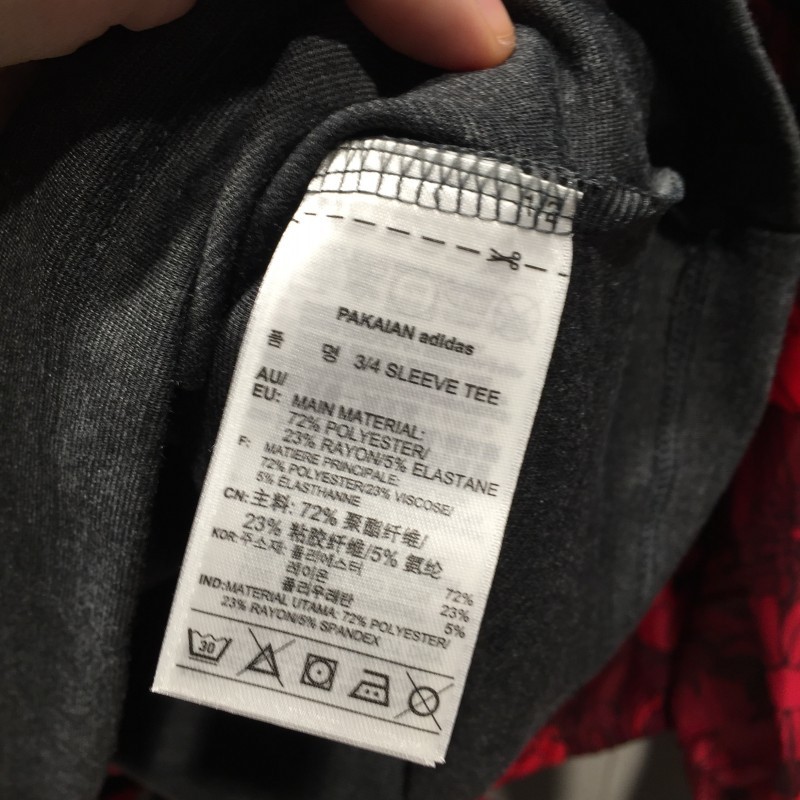 1/2
PAKAIAN adidas
품 명 3/4 SLEEVE TEE
AU/
EU: MAIN MATERIAL:
72% POLYESTER/
23% RAYON/5% ELASTANE
F: MATIERE PRINCIPALE:
72% POLYESTER/23% VISCOSE/
5% ÉLASTHANNE
CN: 主料: 72% 聚酯纤维/
23% 粘胶纤维/5% 氨纶
KOR: 주소재: 폴리에스터 72%
레이온 23%
폴리우레탄 5%
IND: MATERIAL UTAMA: 72% POLYESTER/
23% RAYON/5% SPANDEX
30